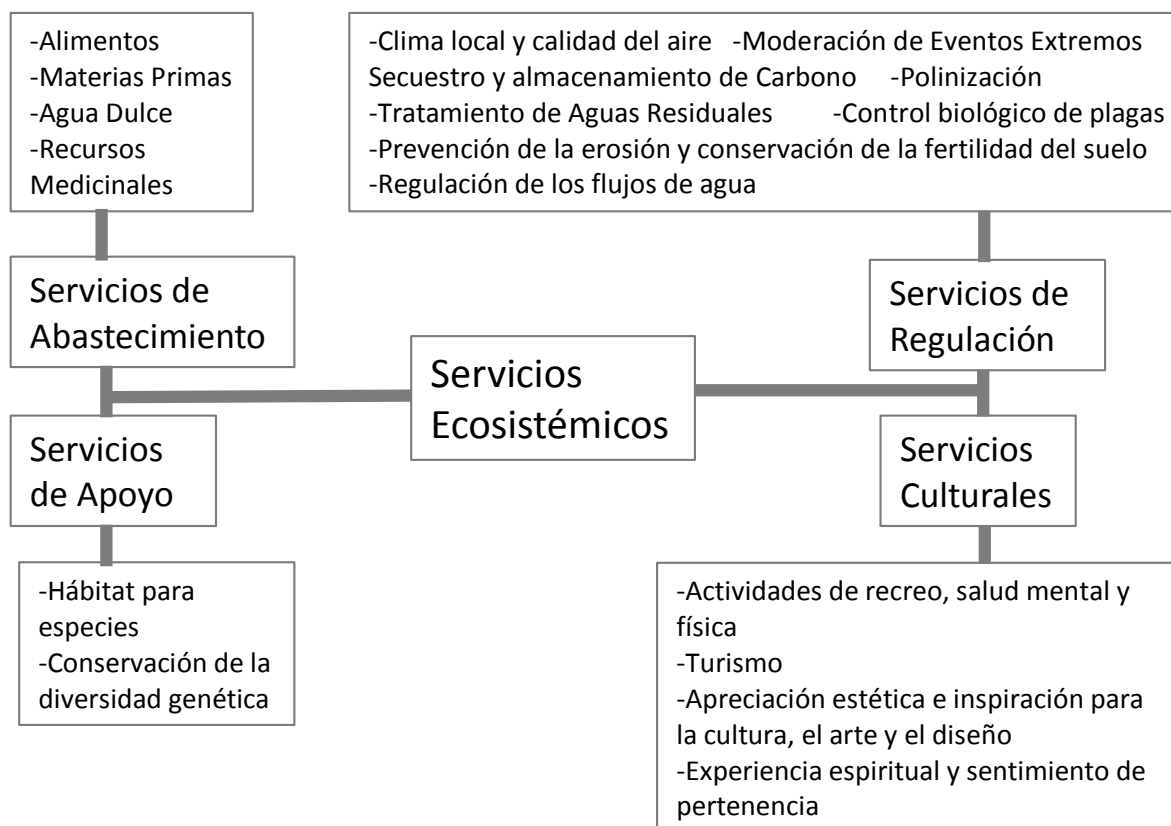 -Alimentos
-Materias Primas
-Agua Dulce
-Recursos
Medicinales
-Clima local y calidad del aire -Moderación de Eventos Extremos
Secuestro y almacenamiento de Carbono -Polinización
-Tratamiento de Aguas Residuales -Control biológico de plagas
-Prevención de la erosión y conservación de la fertilidad del suelo
-Regulación de los flujos de agua
Servicios de
Abastecimiento
Servicios de
Regulación
Servicios
Ecosistémicos
Servicios
de Apoyo
Servicios
Culturales
-Hábitat para
especies
-Conservación de la
diversidad genética
-Actividades de recreo, salud mental y
física
-Turismo
-Apreciación estética e inspiración para
la cultura, el arte y el diseño
-Experiencia espiritual y sentimiento de
pertenencia